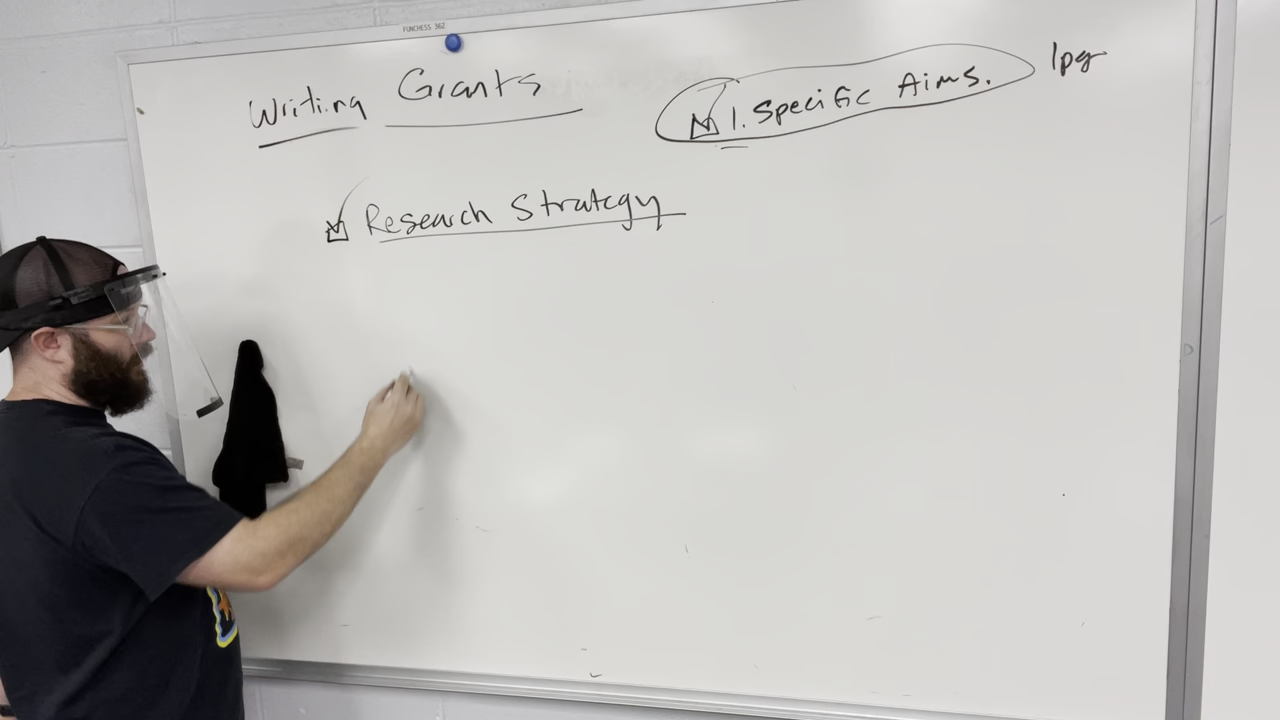 FUNCHESS 362
Writing Grants
1. Specific Aims. 1pg
Research Strategy